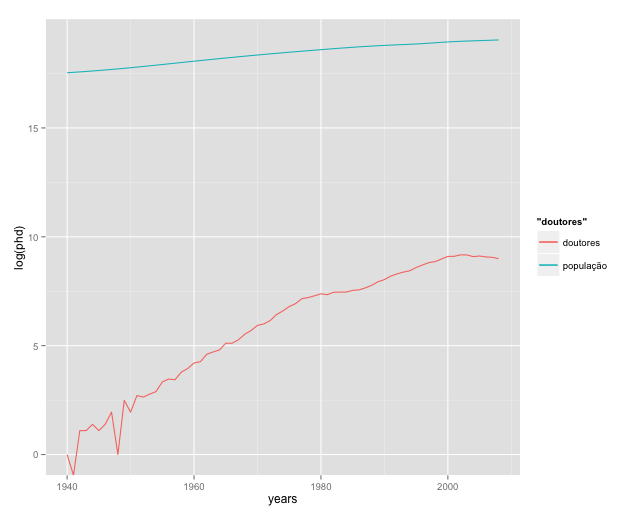 15
10
5
0
log(phd)
1940
1960
1980
2000
years
"doutores"
doutores
população